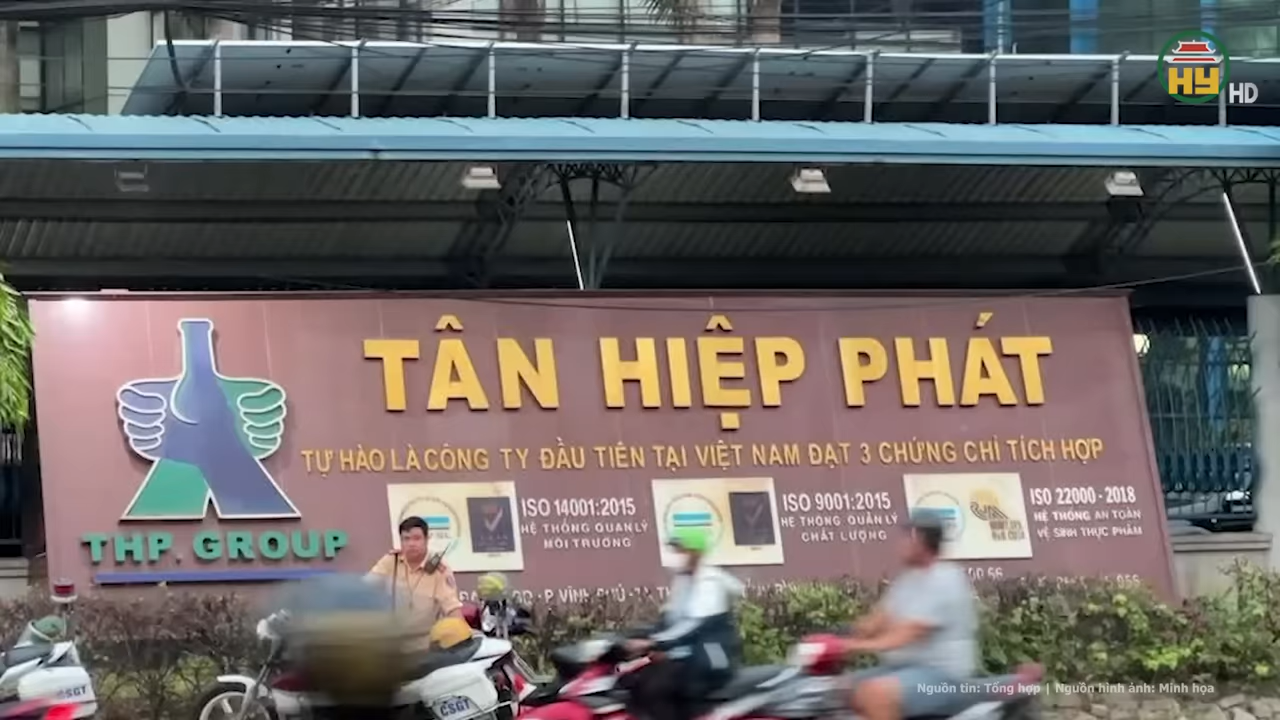 HY HD
TÂN HIỆP PHÁT
TỰ HÀO LÀ CÔNG TY ĐẦU TIÊN TẠI VIỆT NAM ĐẠT 3 CHỨNG CHỈ TÍCH HỢP
ISO 14001:2015
HỆ THỐNG QUẢN LÝ
MÔI TRƯỜNG
ISO 9001:2015
HỆ THỐNG QUẢN LÝ
CHẤT LƯỢNG
ISO 22000 - 2018
HỆ THỐNG AN TOÀN
VỆ SINH THỰC PHẨM
THP. GROUP
P VĨNH PHÚ
CSGT
CSGT
Nguồn tin: Tổng hợp | Nguồn hình ảnh: Minh họa